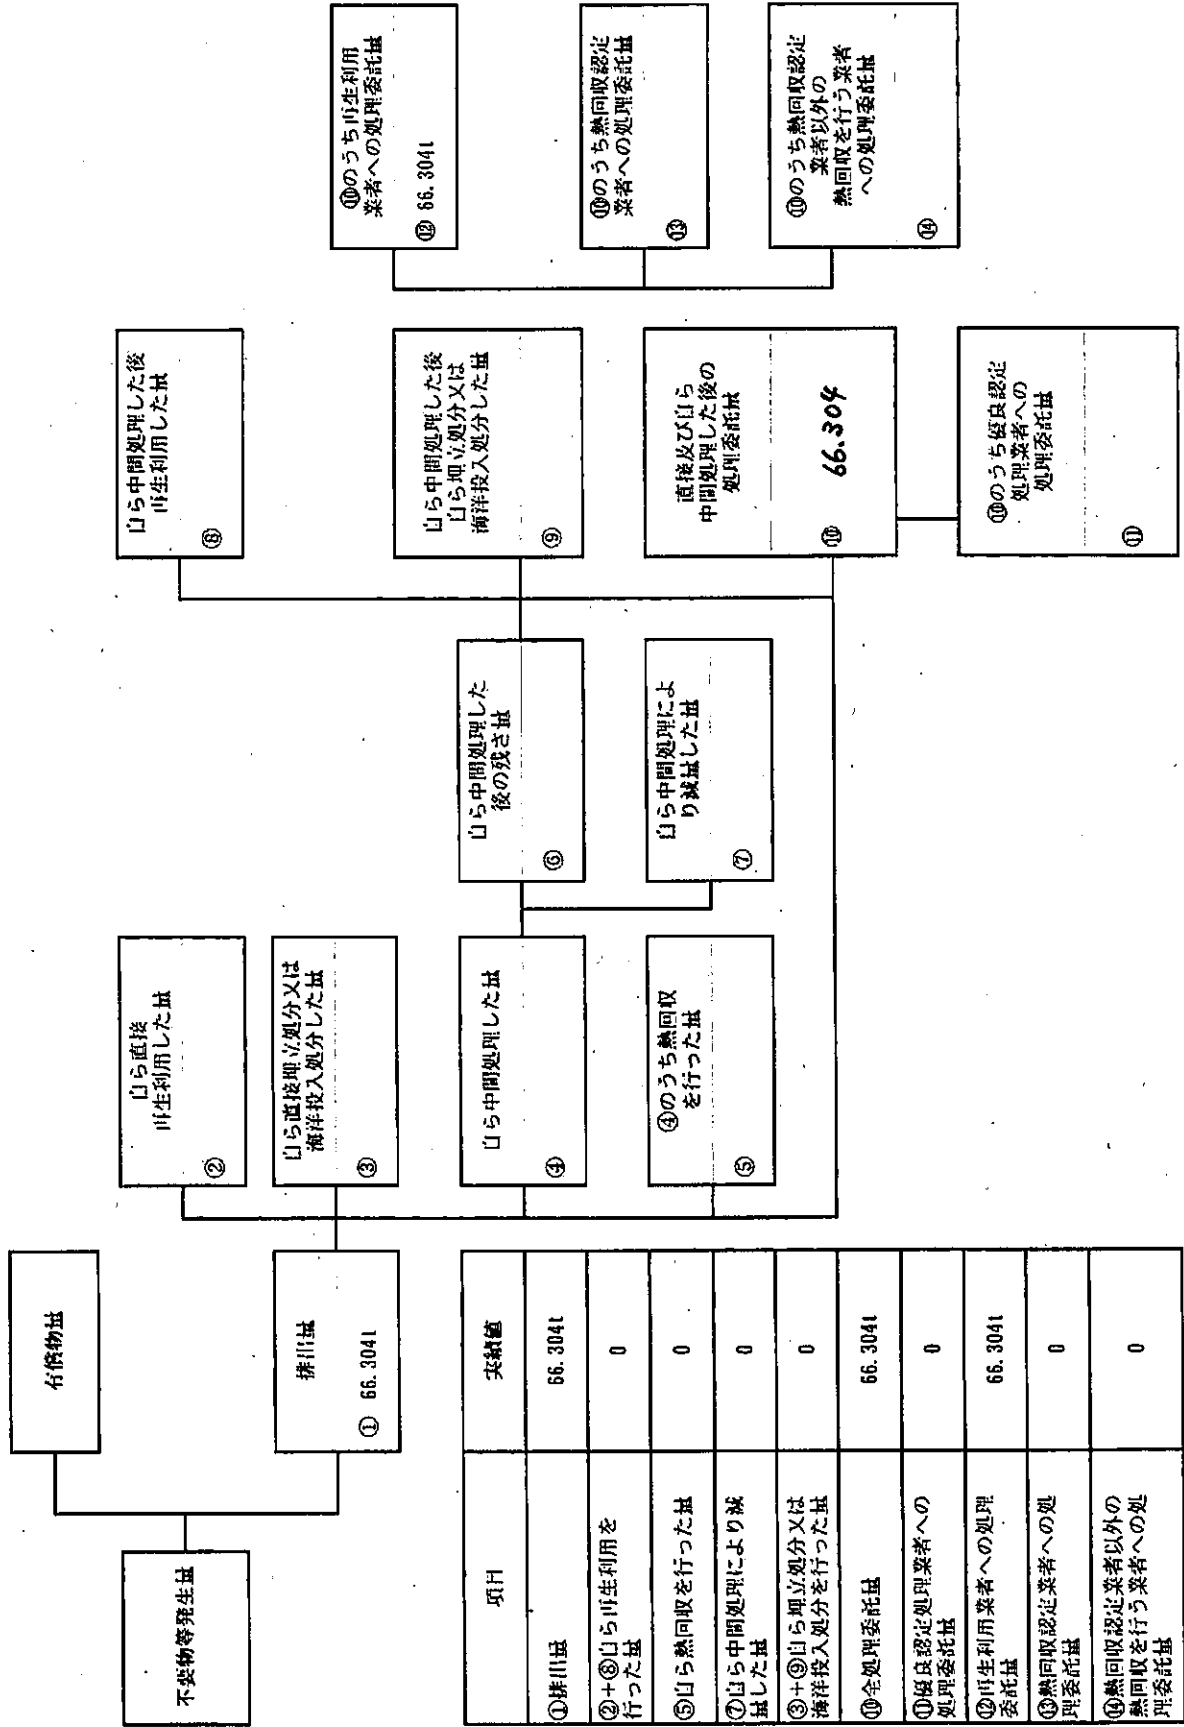 不要物等発生量
有償物量
排出量
① 66.304t
自ら直接
再生利用した量
②
自ら直接埋立処分又は
海洋投入処分した量
③
自ら中間処理した量
④
④のうち熱回収
を行った量
⑤
自ら中間処理した
後の残さ量
⑥
自ら中間処理によ
り減量した量
⑦
自ら中間処理した後
再生利用した量
⑧
自ら中間処理した後
自ら埋立処分又は
海洋投入処分した量
⑨
直接及び自ら
中間処理した後の
処理委託量
⑩ 66.304
⑩のうち優良認定
処理業者への
処理委託量
⑪
⑩のうち再生利用
業者への処理委託量
⑫ 66.304t
⑩のうち熱回収認定
業者への処理委託量
⑬
⑩のうち熱回収認定
業者以外の
熱回収を行う業者
への処理委託量
⑭
項目 実績値
①排出量 66.304t
②+⑧自ら再生利用を
行った量 0
⑤自ら熱回収を行った量 0
⑦自ら中間処理により減
量した量 0
③+⑨自ら埋立処分又は
海洋投入処分を行った量 0
⑩全処理委託量 66.304t
⑪優良認定処理業者への
処理委託量 0
⑫再生利用業者への処理
委託量 66.304t
⑬熱回収認定業者への処
理委託量 0
⑭熱回収認定業者以外の
熱回収を行う業者への処
理委託量 0